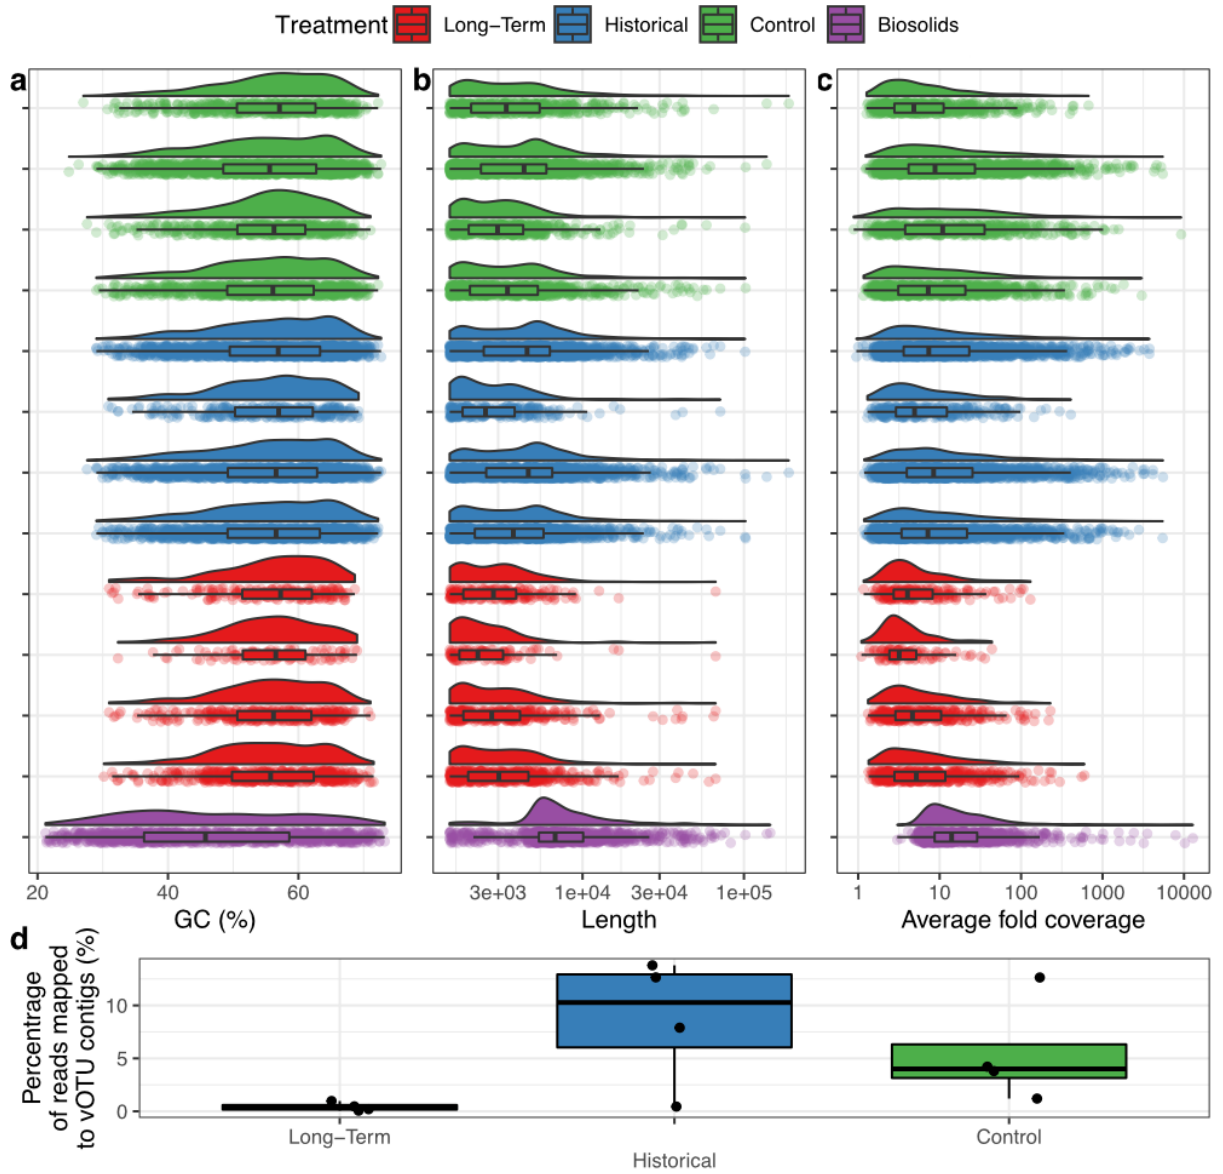 Treatment Long−Term Historical Control Biosolids
a b c
20 40 60
3e+03 1e+04 3e+04 1e+05
1 10 100 1000 10000
GC (%) Length Average fold coverage
d
Percentage
of reads mapped
to vOTU contigs (%)
10
5
0
Long−Term Control
Historical